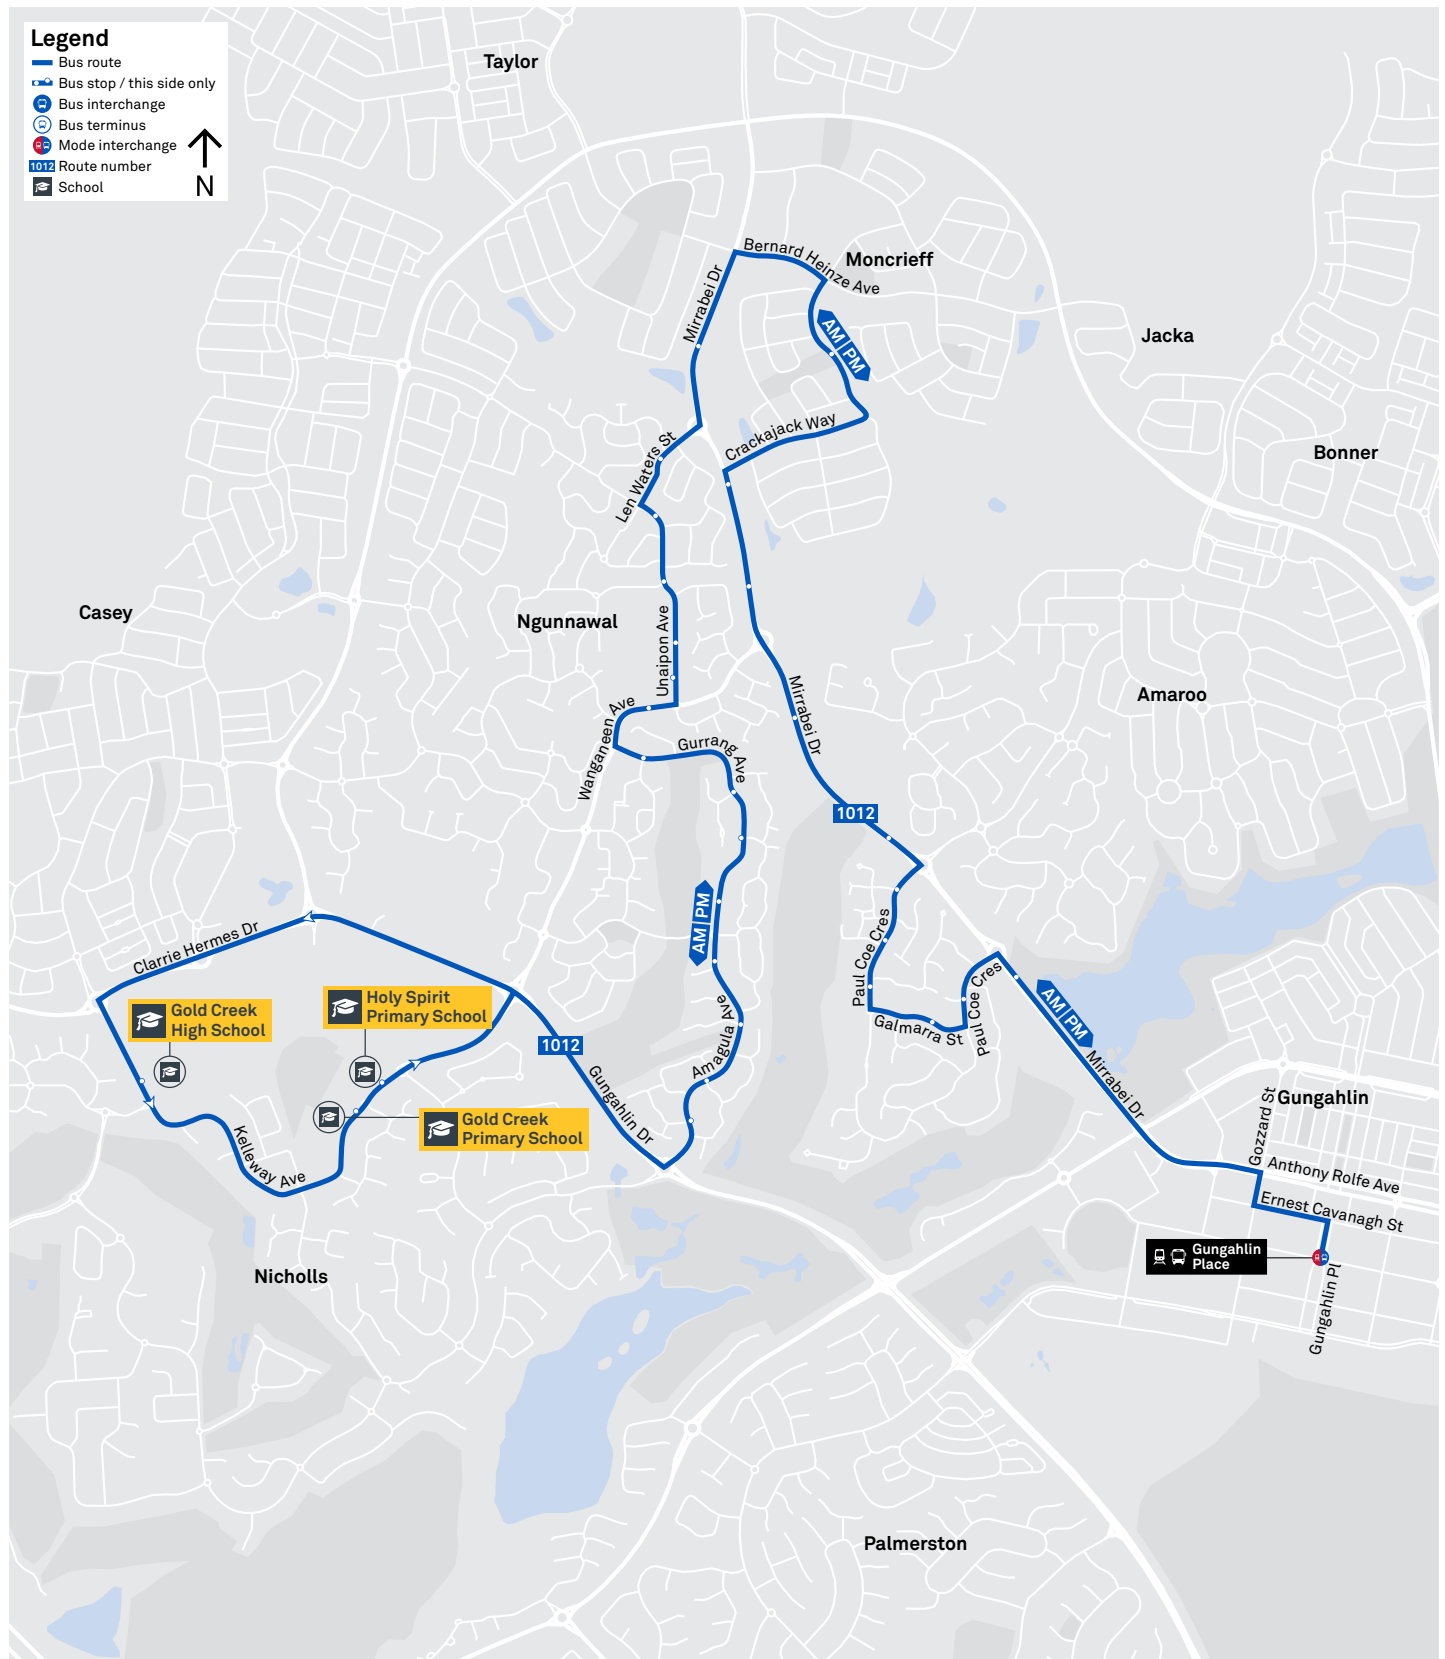 Legend
Bus route
Bus stop / this side only
Bus interchange
Bus terminus
Mode interchange
1012 Route number
School
N
Taylor
Bernard Heinze Ave
Moncrieff
Mirrabei Dr
AM PM
Jacka
Crackajack Way
Len Waters St
Bonner
Casey
Ngunnawal
Unaipon Ave
Amaroo
Mirrabei Dr
Wanganeen Ave
Gurrang Ave
1012
AM PM
Paul Coe Cres
Clarrie Hermes Dr
Paul Coe Cres
Galmarra St
AM PM
Gold Creek
High School
Holy Spirit
Primary School
1012
Amagula Ave
Mirrabei Dr
Gungahlin Dr
Gold Creek
Primary School
Kelleway Ave
Gozzard St
Gungahlin
Anthony Rolfe Ave
Ernest Cavanagh St
Gungahlin
Place
Gungahlin Pl
Nicholls
Palmerston